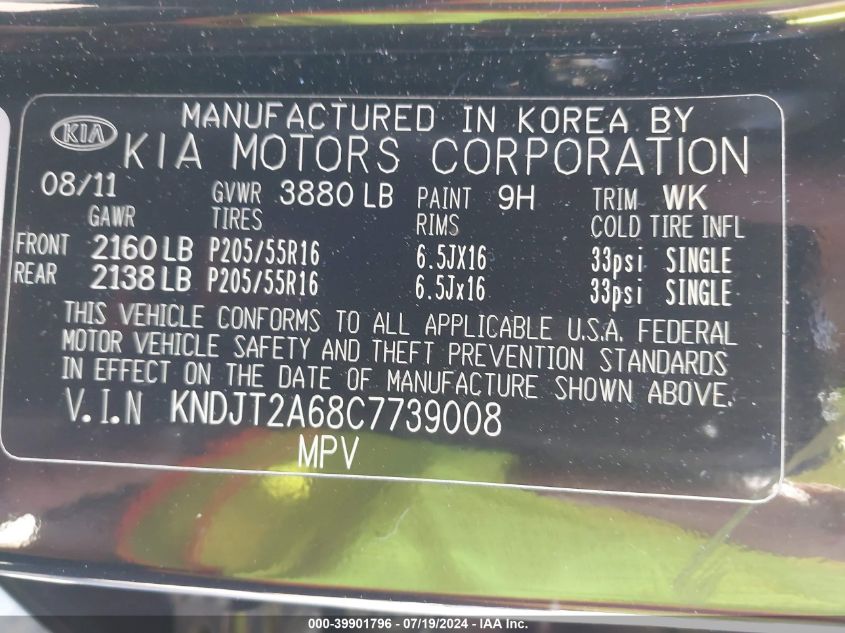 MANUFACTURED IN KOREA BY
KIA KIA MOTORS CORPORATION
08/11 GVWR 3880 LB PAINT 9H TRIM WK
GAWR TIRES RIMS COLD TIRE INFL
FRONT 2160 LB P205/55R16 6.5JX16 33psi SINGLE
REAR 2138 LB P205/55R16 6.5Jx16 33psi SINGLE
THIS VEHICLE CONFORMS TO ALL APPLICABLE U.S.A. FEDERAL
MOTOR VEHICLE SAFETY AND THEFT PREVENTION STANDARDS
IN EFFECT ON THE DATE OF MANUFACTURE SHOWN ABOVE.
V.I.N KNDJT2A68C7739008
MPV
000-39901796 - 07/19/2024 - IAA Inc.